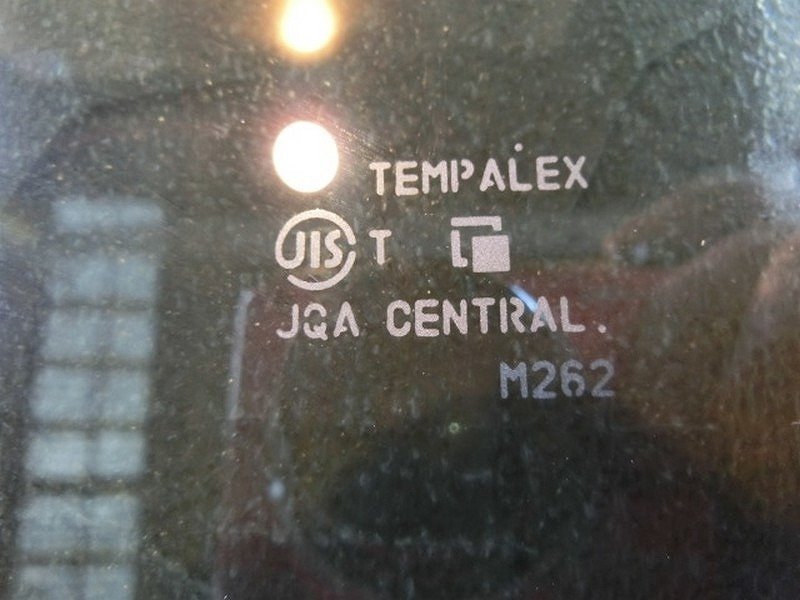 TEMPALEX
JIS T
JQA CENTRAL.
M262